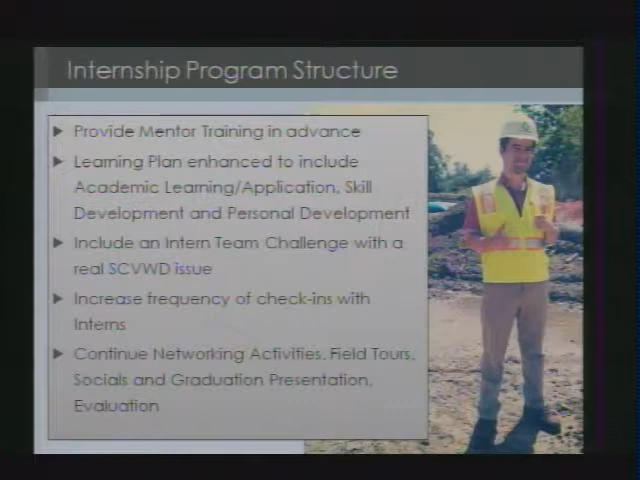 Internship Program Structure
Provide Mentor Training in advance
Learning Plan enhanced to include
Academic Learning/Application, Skill
Development and Personal Development
Include an Intern Team Challenge with a
real SCVWD issue
Increase frequency of check-ins with
Interns
Continue Networking Activities, Field Tours,
Socials and Graduation Presentation,
Evaluation